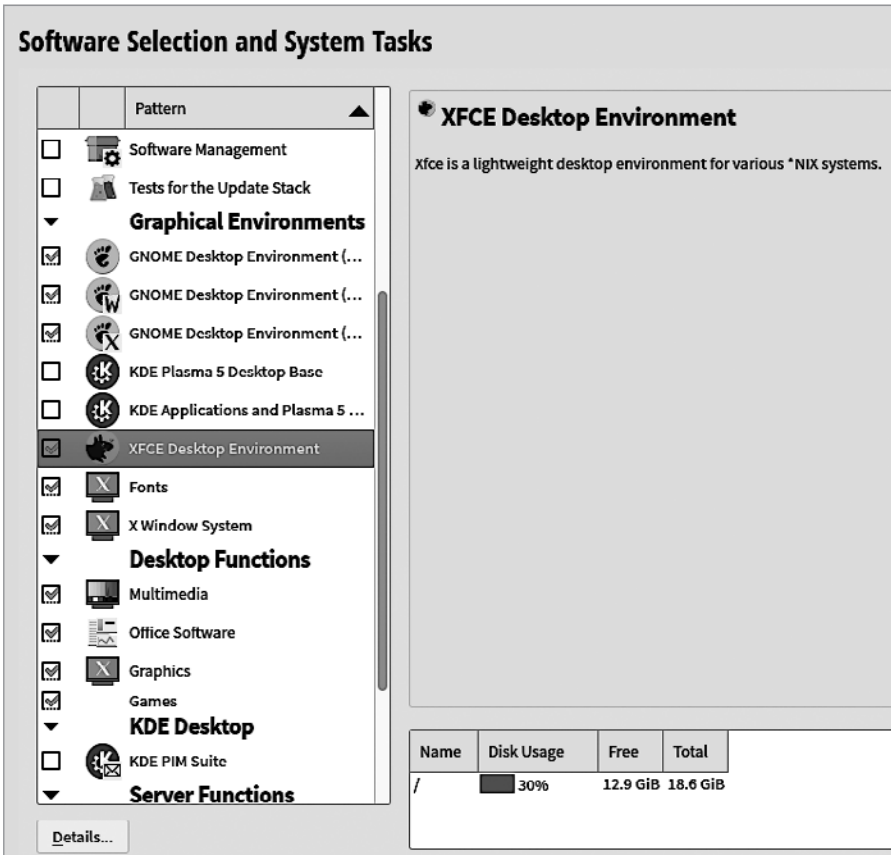 Software Selection and System Tasks
Pattern
Software Management
Tests for the Update Stack
Graphical Environments
GNOME Desktop Environment (...
GNOME Desktop Environment (...
GNOME Desktop Environment (...
KDE Plasma 5 Desktop Base
KDE Applications and Plasma 5 ...
XFCE Desktop Environment
Fonts
X Window System
Desktop Functions
Multimedia
Office Software
Graphics
Games
KDE Desktop
KDE PIM Suite
Server Functions
Details...
XFCE Desktop Environment
Xfce is a lightweight desktop environment for various *NIX systems.
Name Disk Usage Free Total
/ 30% 12.9 GiB 18.6 GiB